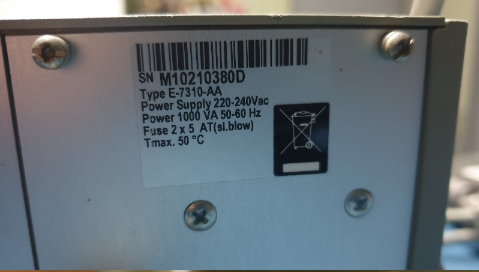 SN M10210380D
Type E-7310-AA
Power Supply 220-240Vac
Power 1000 VA 50-60 Hz
Fuse 2 x 5 AT(sl.blow)
Tmax. 50 °C